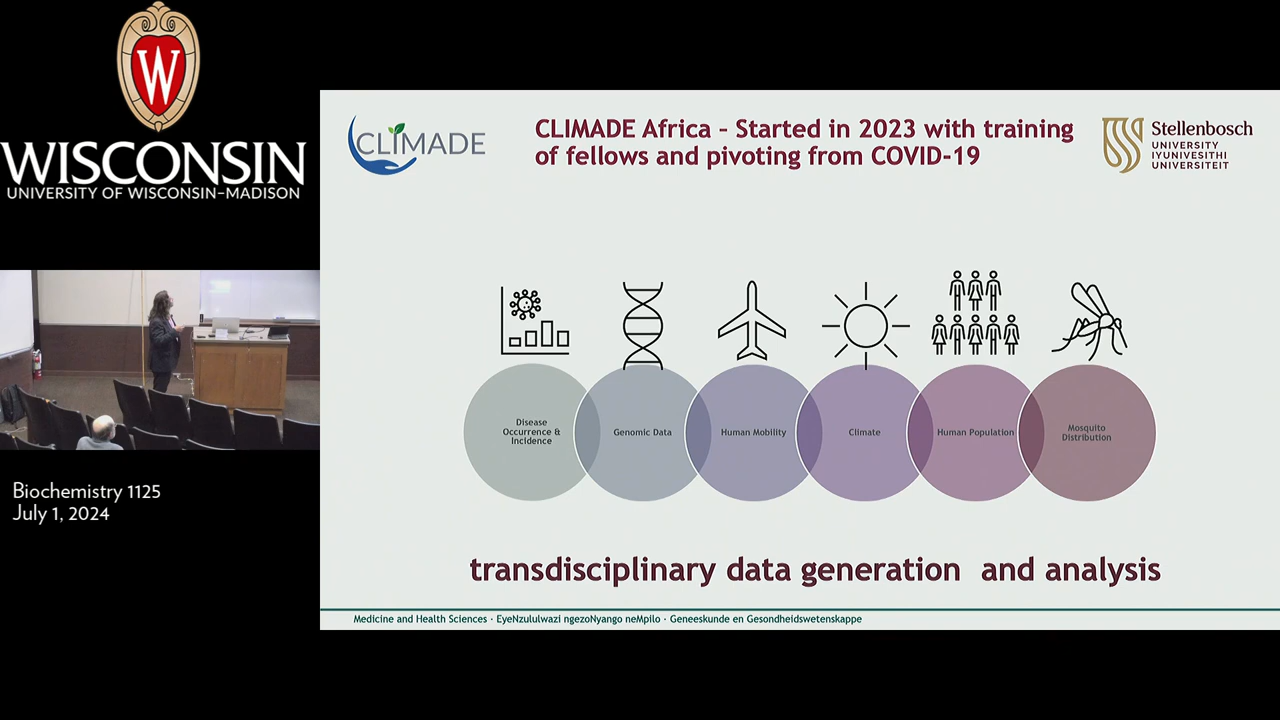 W
WISCONSIN
UNIVERSITY OF WISCONSIN–MADISON
Biochemistry 1125
July 1, 2024
CLIMADE
CLIMADE Africa – Started in 2023 with training
of fellows and pivoting from COVID-19
Stellenbosch
UNIVERSITY
IYUNIVESITHI
UNIVERSITEIT
Disease
Occurrence &
Incidence
Genomic Data
Human Mobility
Climate
Human Population
Mosquito
Distribution
transdisciplinary data generation and analysis
Medicine and Health Sciences · EyeNzululwazi ngezoNyango neMpilo · Geneeskunde en Gesondheidswetenskappe